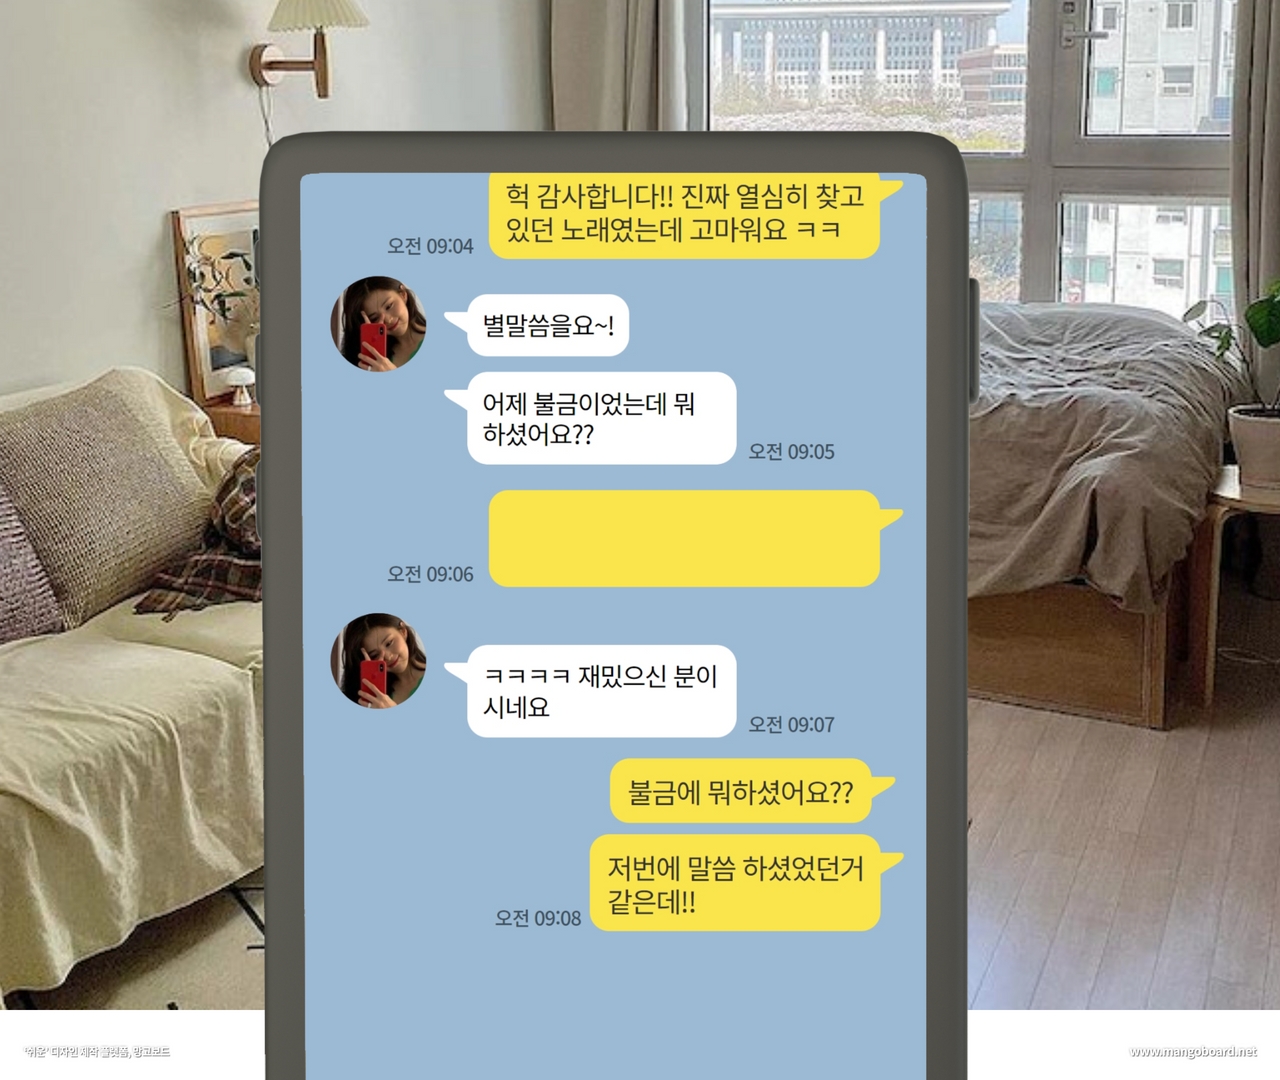 헉 감사합니다!! 진짜 열심히 찾고
있던 노래였는데 고마워요 ㅋㅋ
오전 09:04
별말씀을요~!
어제 불금이었는데 뭐
하셨어요??
오전 09:05
오전 09:06
ㅋㅋㅋㅋ 재밌으신 분이
시네요
오전 09:07
불금에 뭐하셨어요??
저번에 말씀 하셨었던거
같은데!!
오전 09:08
'쉬운' 디자인 제작 플랫폼, 망고보드
www.mangoboard.net